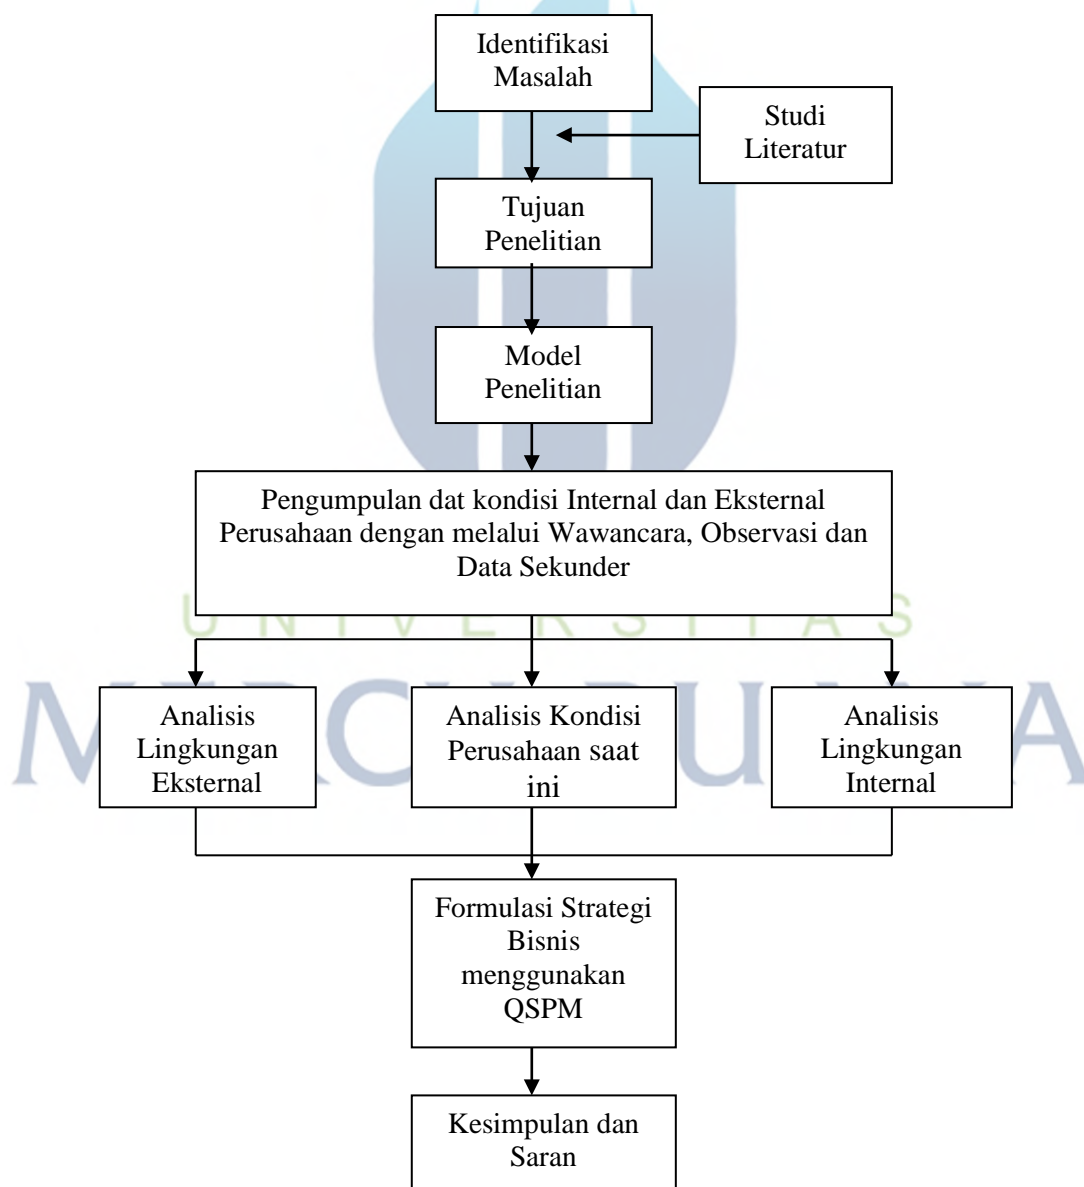 Identifikasi
Masalah
Studi
Literatur
Tujuan
Penelitian
Model
Penelitian
Pengumpulan dat kondisi Internal dan Eksternal
Perusahaan dengan melalui Wawancara, Observasi dan
Data Sekunder
UNIVERSITAS
Analisis
Lingkungan
Eksternal
Analisis Kondisi
Perusahaan saat
ini
Analisis
Lingkungan
Internal
Formulasi Strategi
Bisnis
menggunakan
QSPM
Kesimpulan dan
Saran